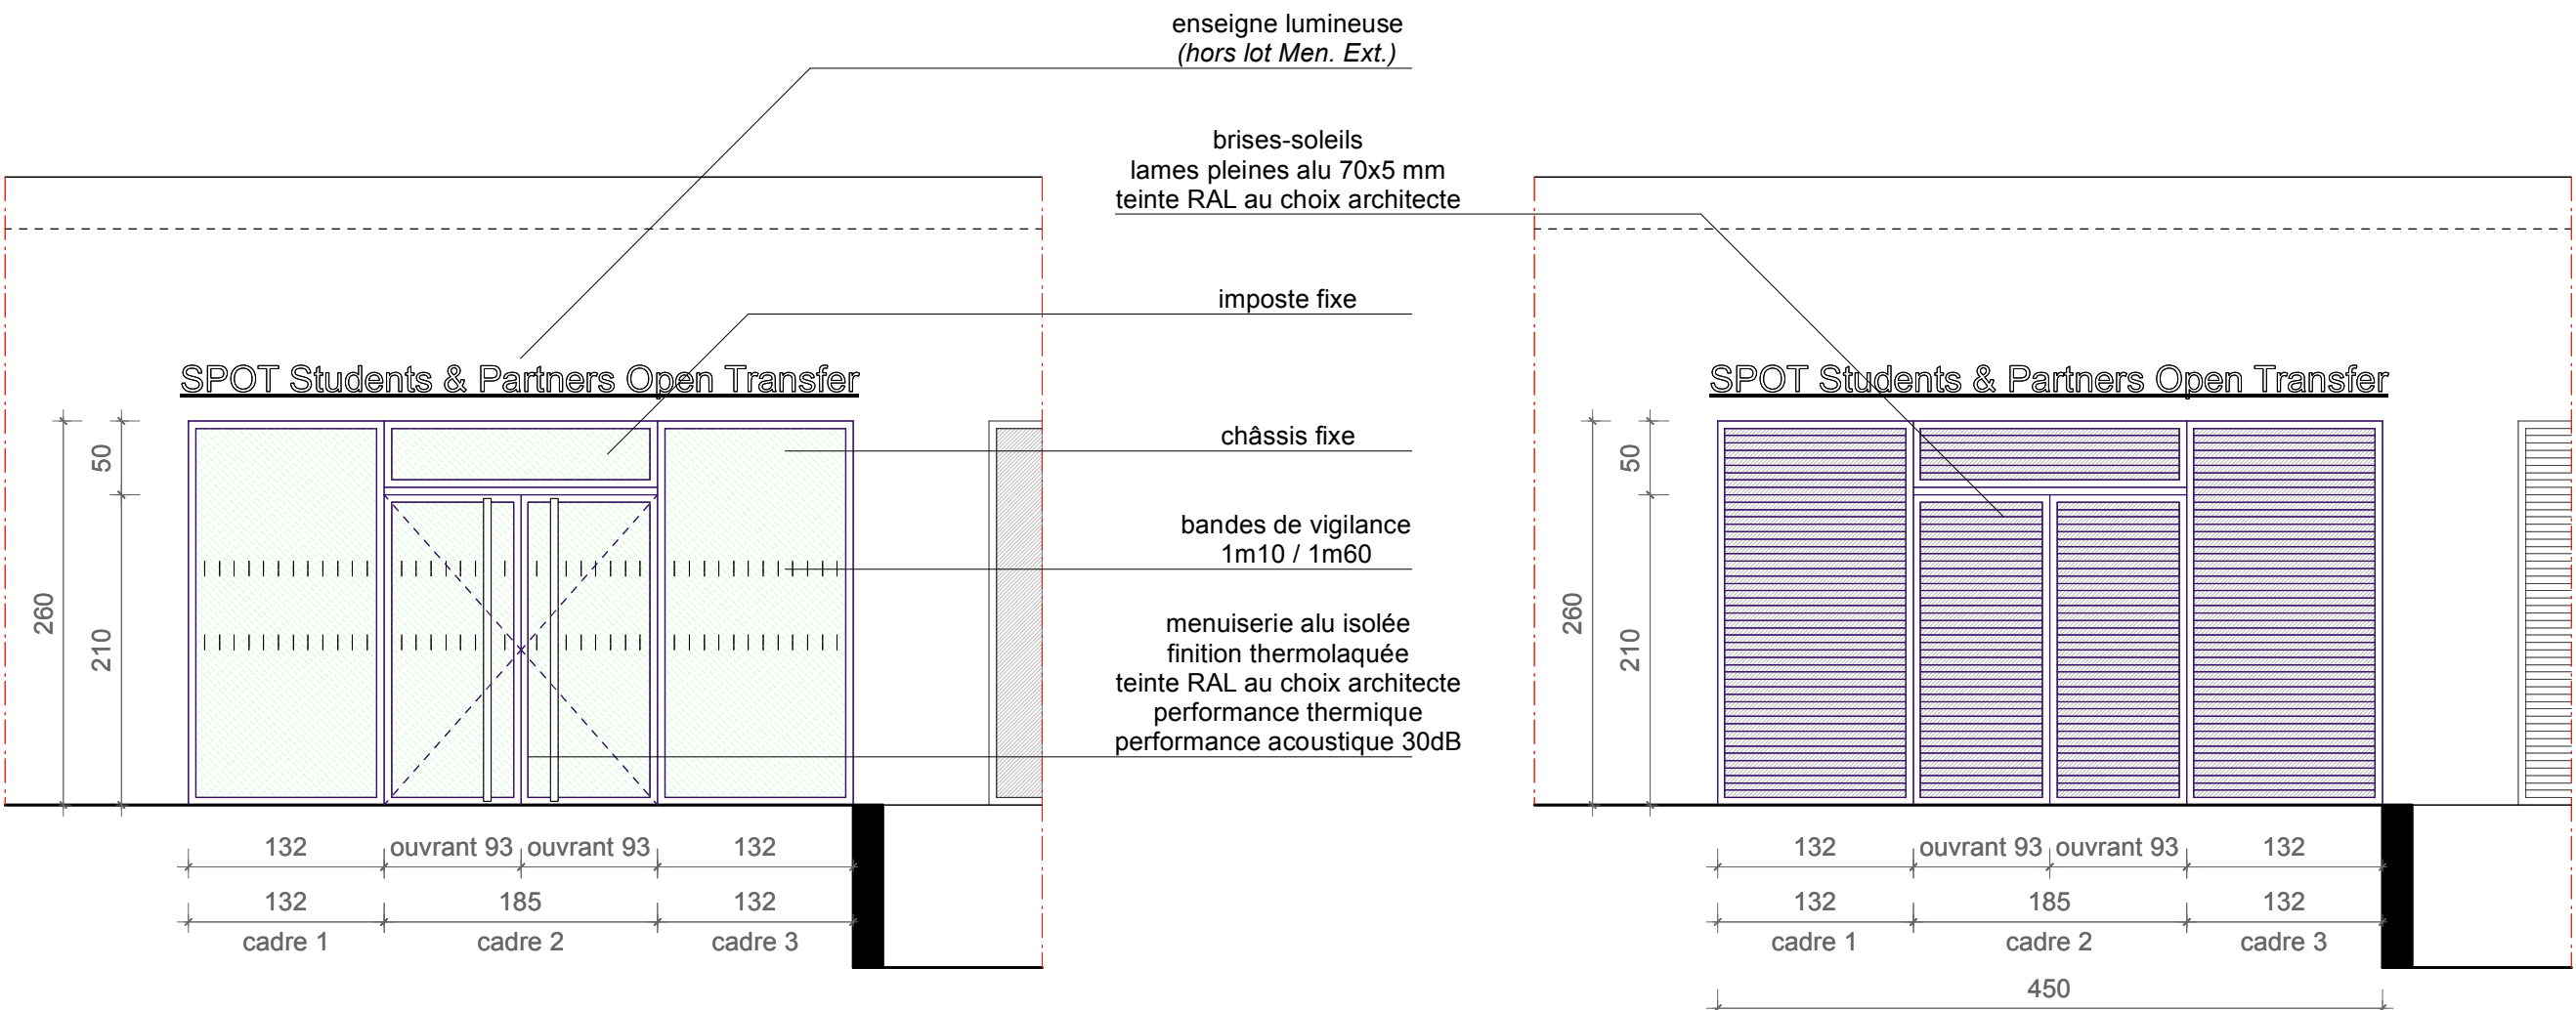 enseigne lumineuse
(hors lot Men. Ext.)
brises-soleils
lames pleines alu 70x5 mm
teinte RAL au choix architecte
imposte fixe
châssis fixe
bandes de vigilance
1m10 / 1m60
menuiserie alu isolée
finition thermolaquée
teinte RAL au choix architecte
performance thermique
performance acoustique 30dB
SPOT Students & Partners Open Transfer
260
50
210
132 ouvrant 93 ouvrant 93 132
132 185 132
cadre 1 cadre 2 cadre 3
SPOT Students & Partners Open Transfer
260
50
210
132 ouvrant 93 ouvrant 93 132
132 185 132
cadre 1 cadre 2 cadre 3
450